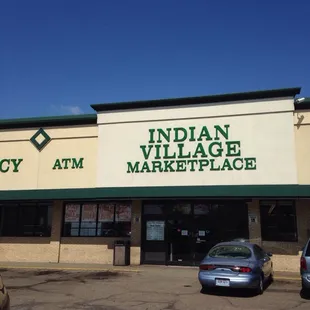 CY
ATM
INDIAN
VILLAGE
MARKETPLACE